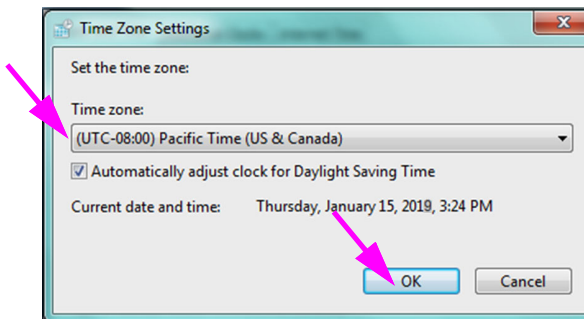 Time Zone Settings
Set the time zone:
Time zone:
(UTC-08:00) Pacific Time (US & Canada)
Automatically adjust clock for Daylight Saving Time
Current date and time: Thursday, January 15, 2019, 3:24 PM
OK Cancel